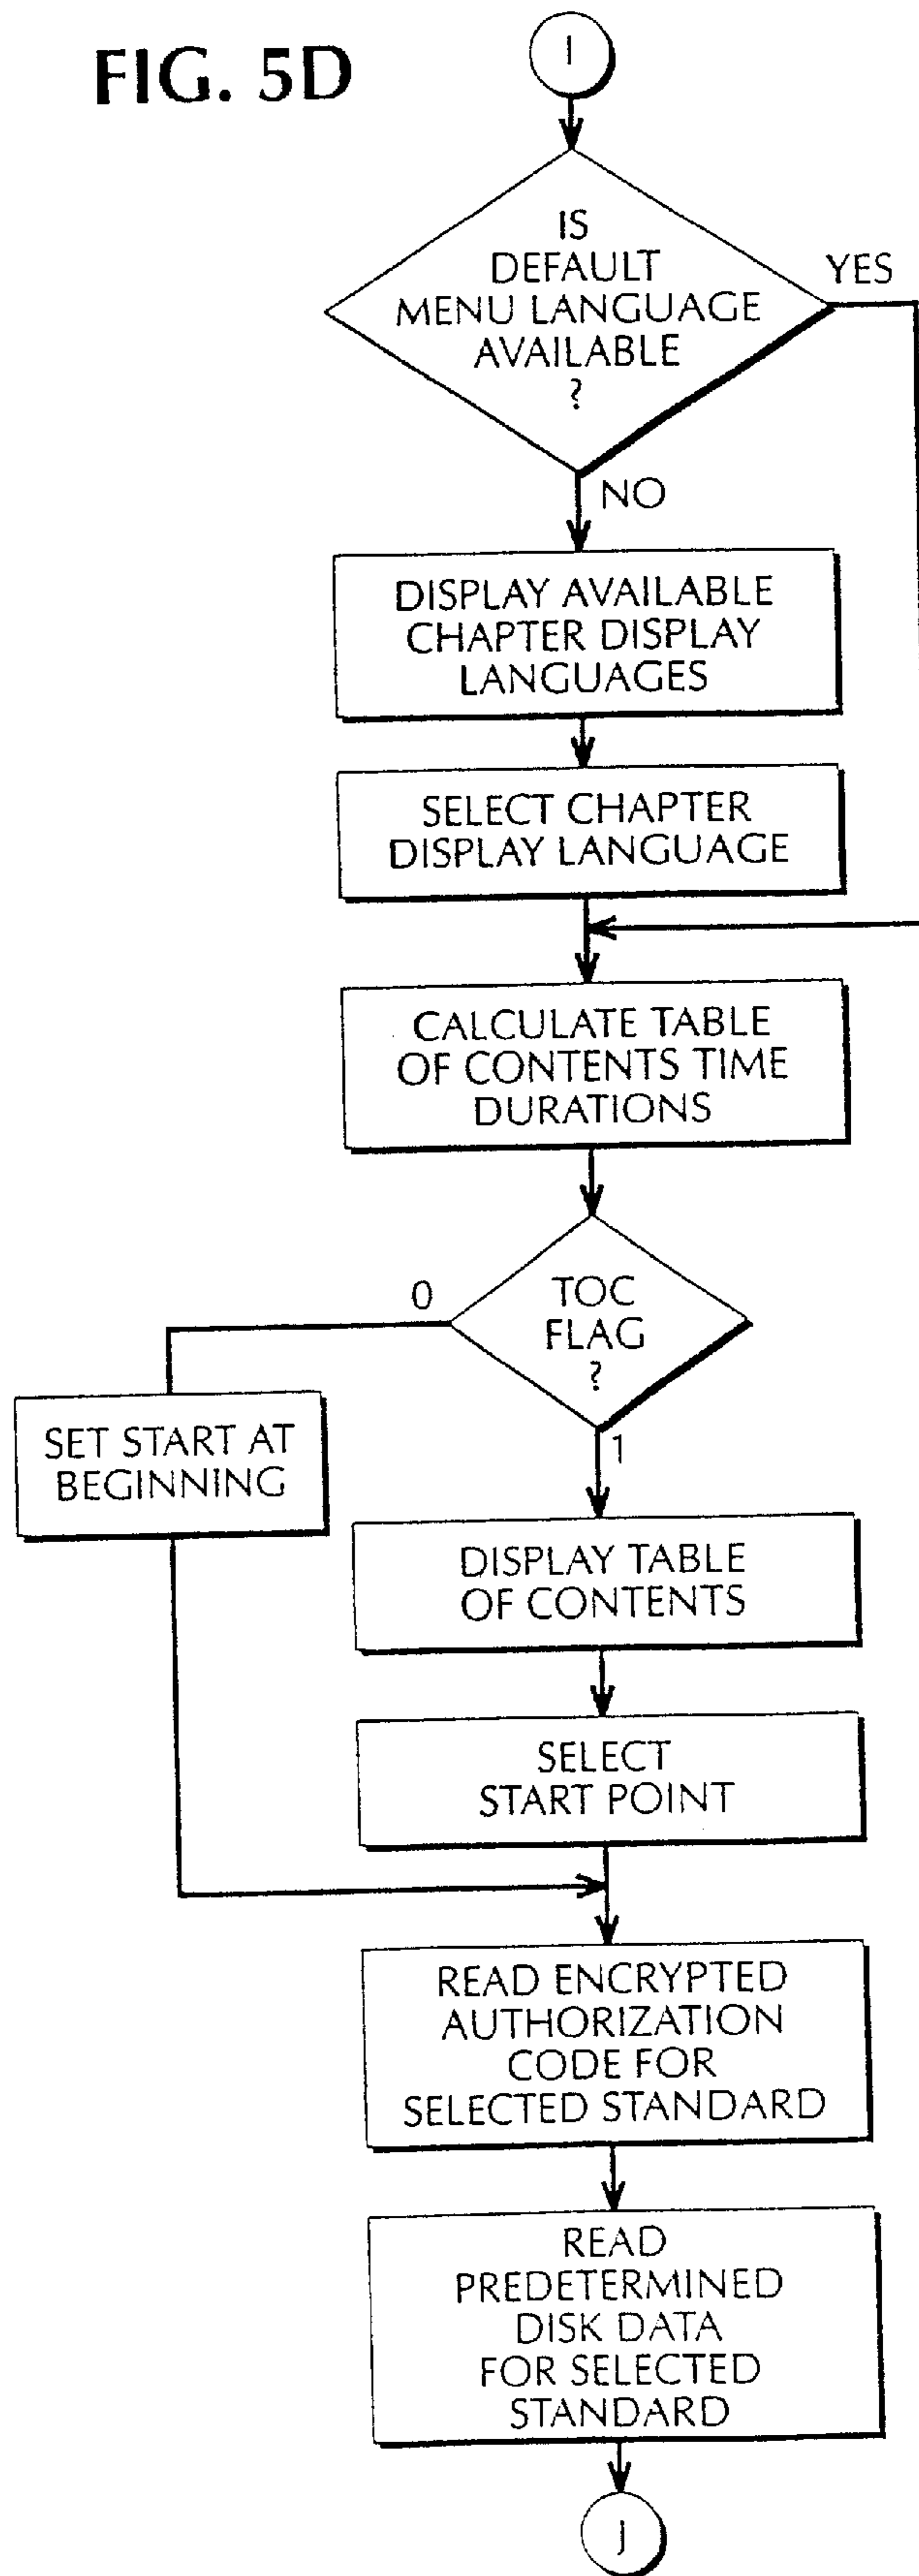 FIG. 5D
I
IS
DEFAULT
MENU LANGUAGE
AVAILABLE
?
YES
NO
DISPLAY AVAILABLE
CHAPTER DISPLAY
LANGUAGES
SELECT CHAPTER
DISPLAY LANGUAGE
CALCULATE TABLE
OF CONTENTS TIME
DURATIONS
TOC
FLAG
?
0
1
SET START AT
BEGINNING
DISPLAY TABLE
OF CONTENTS
SELECT
START POINT
READ ENCRYPTED
AUTHORIZATION
CODE FOR
SELECTED STANDARD
READ
PREDETERMINED
DISK DATA
FOR SELECTED
STANDARD
J